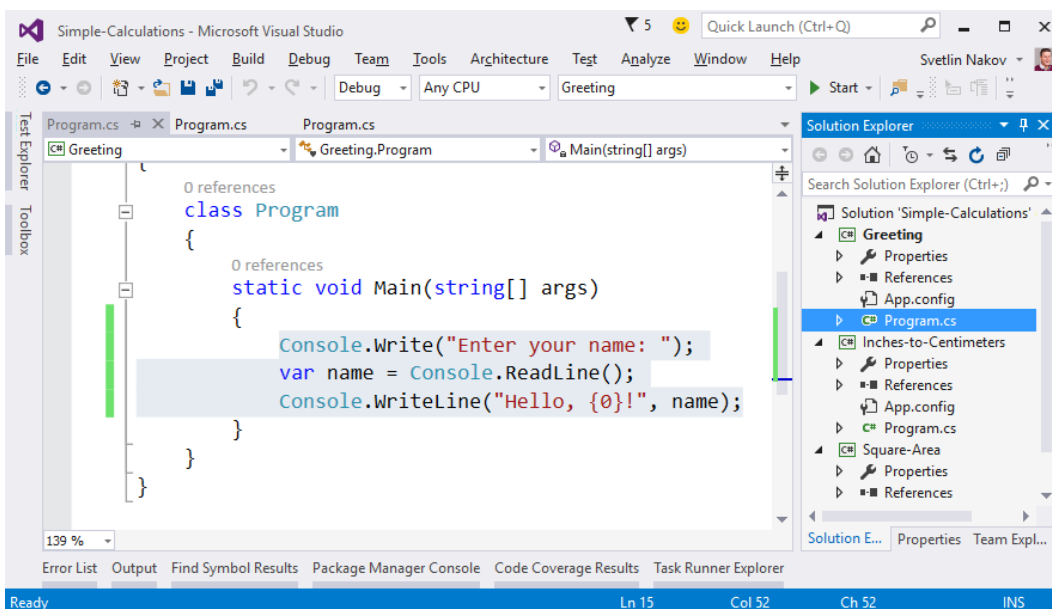 Simple-Calculations - Microsoft Visual Studio
5
Quick Launch (Ctrl+Q)
File Edit View Project Build Debug Team Tools Architecture Test Analyze Window Help
Svetlin Nakov
Debug Any CPU Greeting Start
Test Explorer
Toolbox
Program.cs Program.cs Program.cs
C# Greeting Greeting.Program Main(string[] args)
{
0 references
class Program
{
0 references
static void Main(string[] args)
{
Console.Write("Enter your name: ");
var name = Console.ReadLine();
Console.WriteLine("Hello, {0}!", name);
}
}
}
139 %
Solution Explorer
Search Solution Explorer (Ctrl+;)
Solution 'Simple-Calculations'
C# Greeting
Properties
References
App.config
C# Program.cs
C# Inches-to-Centimeters
Properties
References
App.config
C# Program.cs
C# Square-Area
Properties
References
Solution E... Properties Team Expl...
Error List Output Find Symbol Results Package Manager Console Code Coverage Results Task Runner Explorer
Ready Ln 15 Col 52 Ch 52 INS